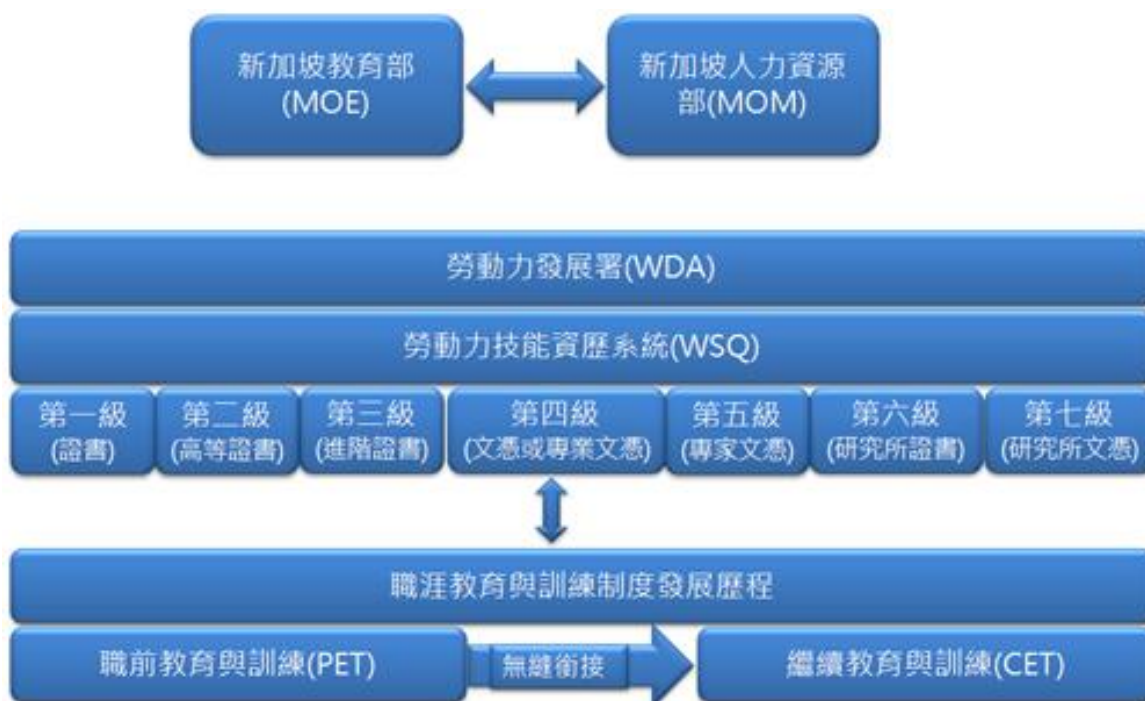 新加坡教育部
(MOE)
新加坡人力資源
部(MOM)
勞動力發展署(WDA)
勞動力技能資歷系統(WSQ)
第一級
(證書)
第二級
(高等證書)
第三級
(進階證書)
第四級
(文憑或專業文憑)
第五級
(專家文憑)
第六級
(研究所證書)
第七級
(研究所文憑)
職涯教育與訓練制度發展歷程
職前教育與訓練(PET)
無縫銜接
繼續教育與訓練(CET)